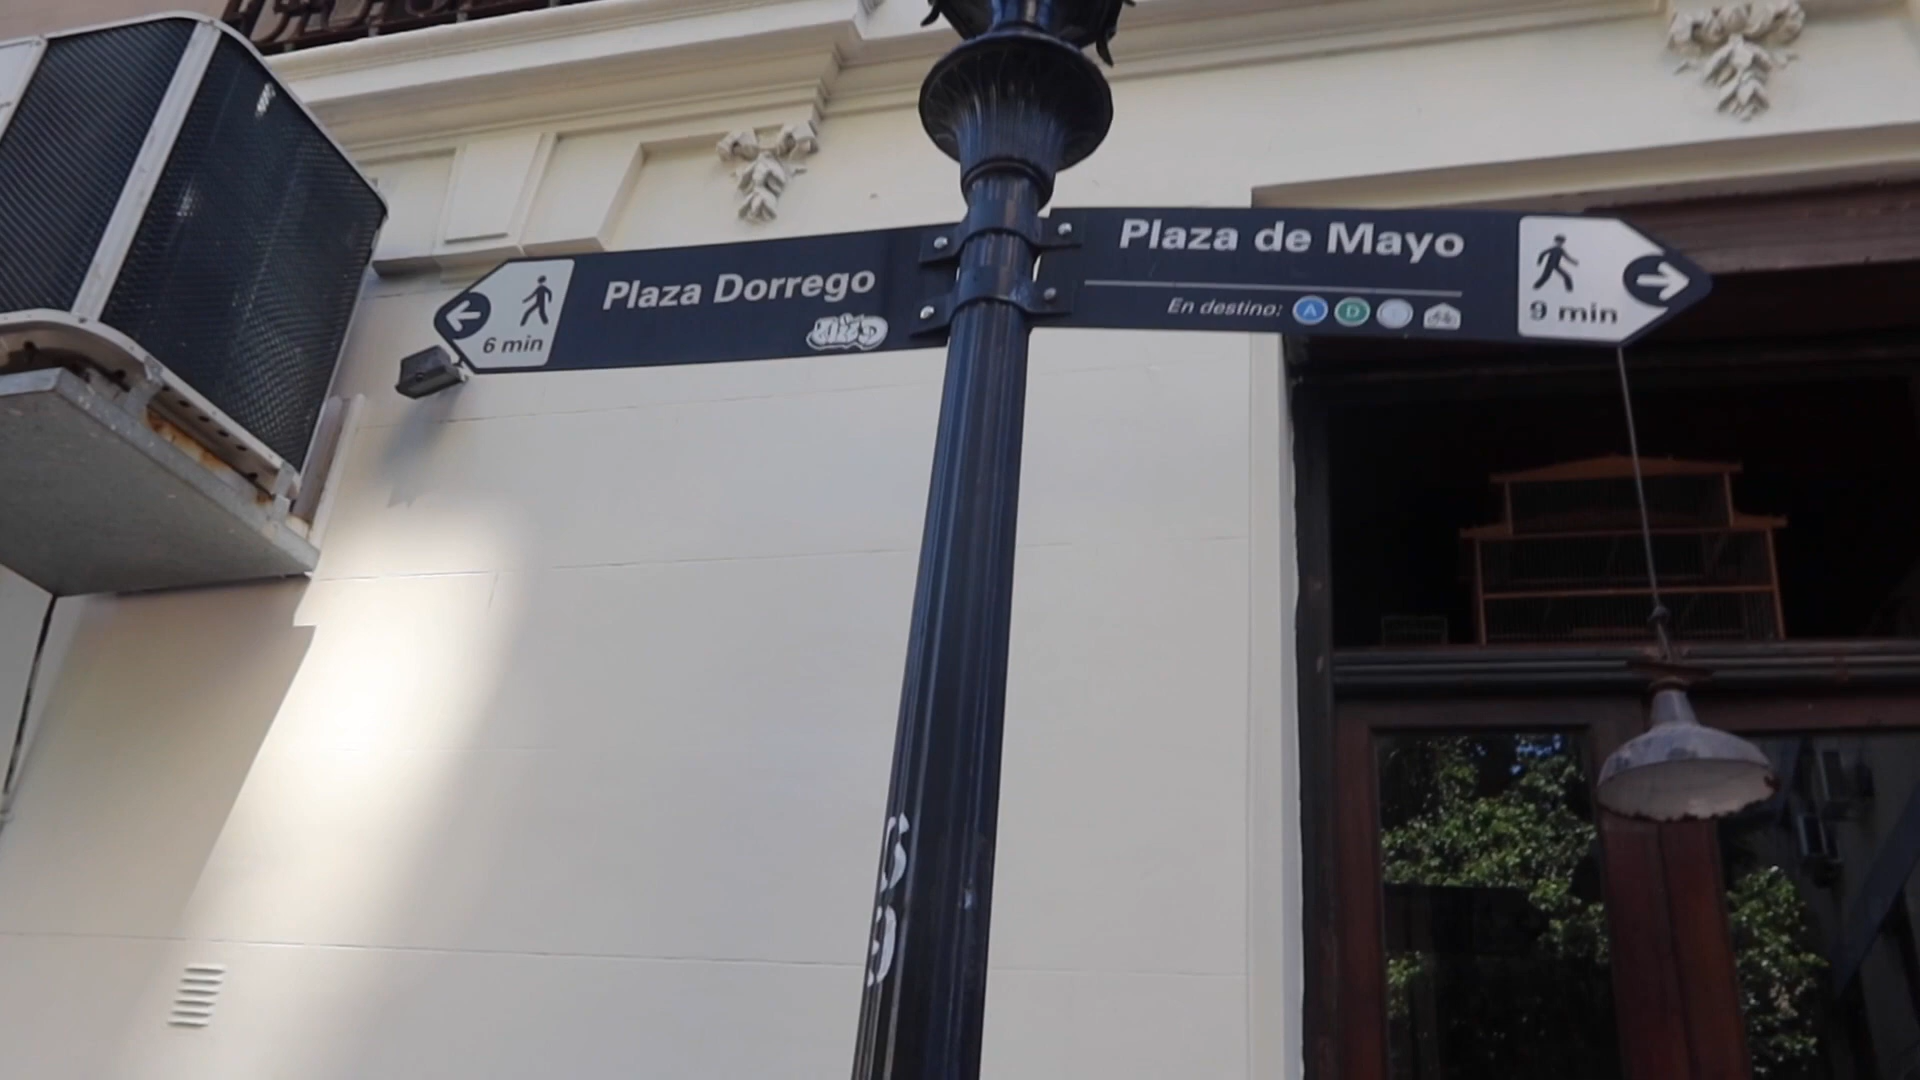 Plaza Dorrego
6 min
Plaza de Mayo
En destino: A D
9 min